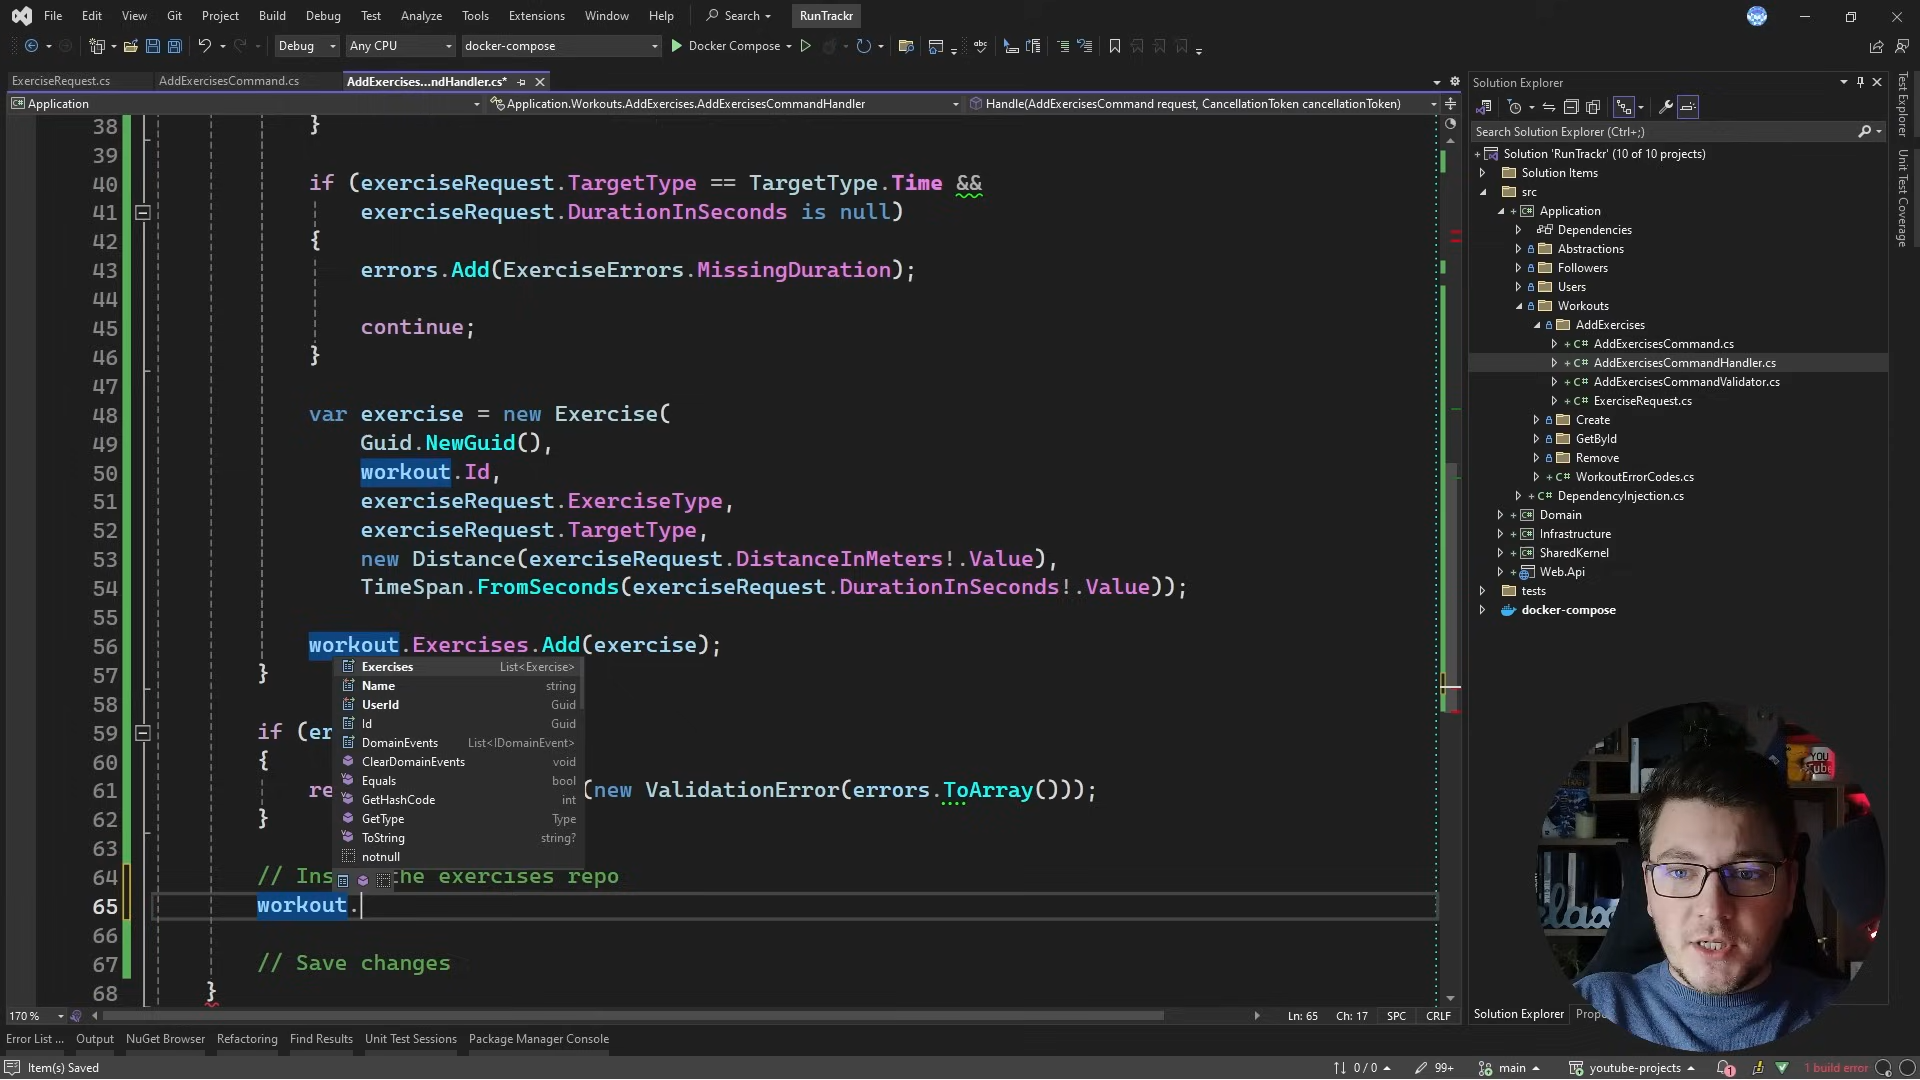 File Edit View Git Project Build Debug Test Analyze Tools Extensions Window Help Search RunTrackr
Debug Any CPU docker-compose Docker Compose
ExerciseRequest.cs AddExercisesCommand.cs AddExercises...ndHandler.cs*
Application Application.Workouts.AddExercises.AddExercisesCommandHandler Handle(AddExercisesCommand request, CancellationToken cancellationToken)
38 }
39
40 if (exerciseRequest.TargetType == TargetType.Time &&
41 exerciseRequest.DurationInSeconds is null)
42 {
43 errors.Add(ExerciseErrors.MissingDuration);
44
45 continue;
46 }
47
48 var exercise = new Exercise(
49 Guid.NewGuid(),
50 workout.Id,
51 exerciseRequest.ExerciseType,
52 exerciseRequest.TargetType,
53 new Distance(exerciseRequest.DistanceInMeters!.Value),
54 TimeSpan.FromSeconds(exerciseRequest.DurationInSeconds!.Value));
55
56 workout.Exercises.Add(exercise);
57 }
58
59 if (er
60 {
61 re (new ValidationError(errors.ToArray()));
62 }
63
64 // Ins the exercises repo
65 workout.
66
67 // Save changes
68 }
Exercises List<Exercise>
Name string
UserId Guid
Id Guid
DomainEvents List<IDomainEvent>
ClearDomainEvents void
Equals bool
GetHashCode int
GetType Type
ToString string?
notnull
170 % Ln: 65 Ch: 17 SPC CRLF
Error List ... Output NuGet Browser Refactoring Find Results Unit Test Sessions Package Manager Console
Item(s) Saved 0 / 0 99+ main youtube-projects 1 1 build error
Solution Explorer
Search Solution Explorer (Ctrl+;)
Solution 'RunTrackr' (10 of 10 projects)
Solution Items
src
Application
Dependencies
Abstractions
Followers
Users
Workouts
AddExercises
AddExercisesCommand.cs
AddExercisesCommandHandler.cs
AddExercisesCommandValidator.cs
ExerciseRequest.cs
Create
GetById
Remove
WorkoutErrorCodes.cs
DependencyInjection.cs
Domain
Infrastructure
SharedKernel
Web.Api
tests
docker-compose
Solution Explorer Prop
Test Explorer
Unit Test Coverage
YOU
Tube
relax